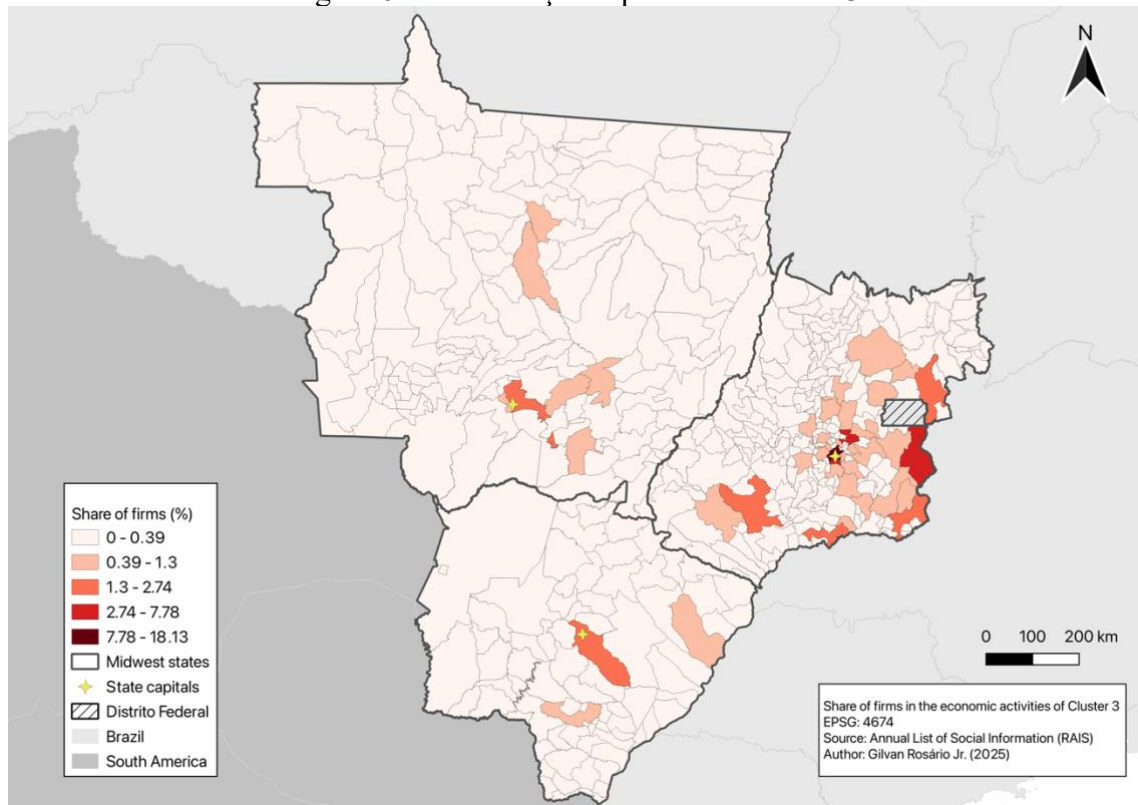 N
Share of firms (%)
0 - 0.39
0.39 - 1.3
1.3 - 2.74
2.74 - 7.78
7.78 - 18.13
Midwest states
State capitals
Distrito Federal
Brazil
South America
0 100 200 km
Share of firms in the economic activities of Cluster 3
EPSG: 4674
Source: Annual List of Social Information (RAIS)
Author: Gilvan Rosário Jr. (2025)